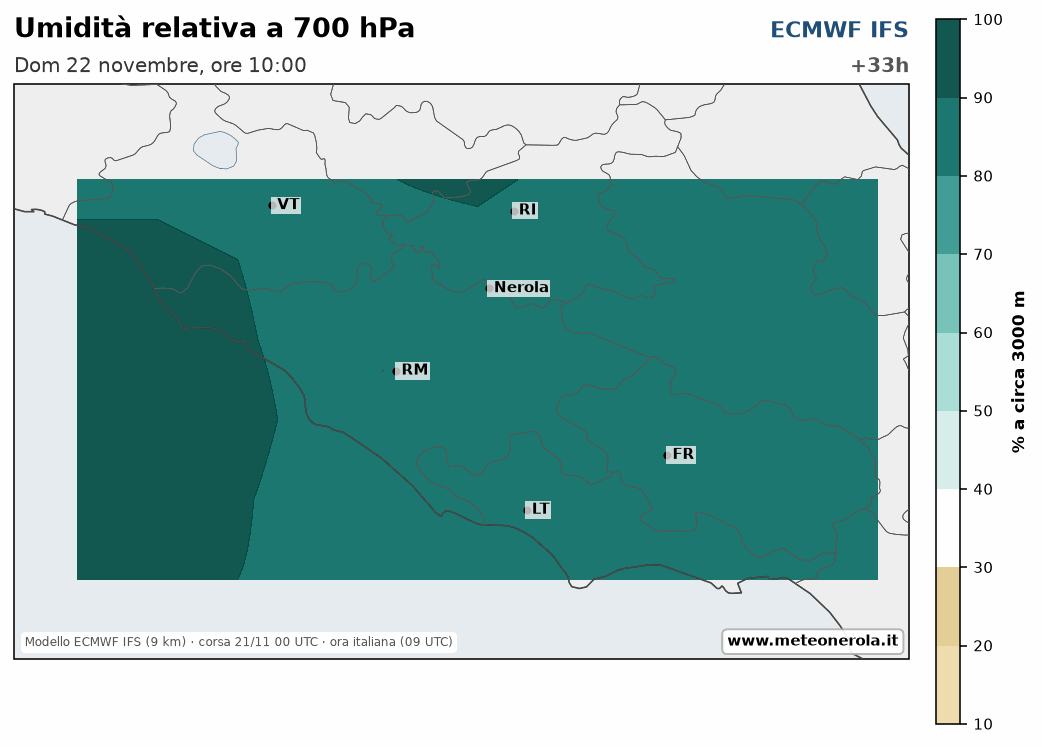 Umidità relativa a 700 hPa
ECMWF IFS
Dom 22 novembre, ore 10:00
+33h
100
90
80
70
60
50
40
30
20
10
% a circa 3000 m
VT
RI
Nerola
RM
FR
LT
Modello ECMWF IFS (9 km) · corsa 21/11 00 UTC · ora italiana (09 UTC)
www.meteonerola.it